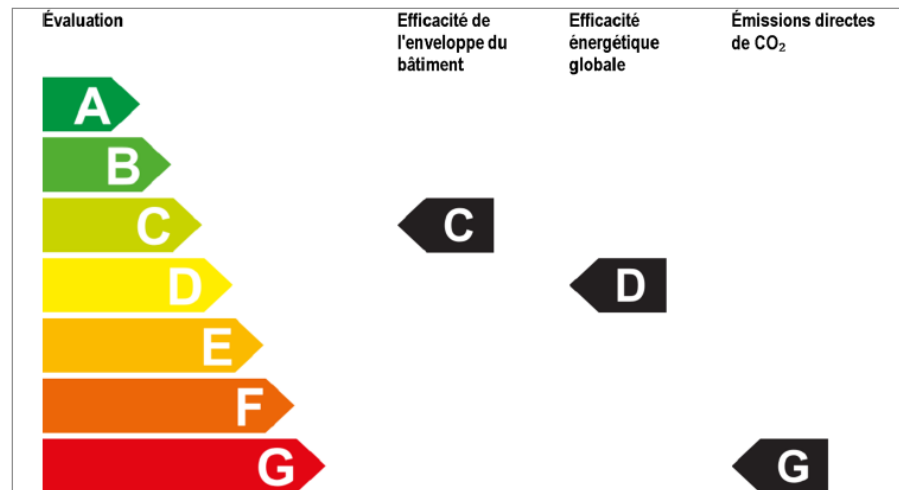 Évaluation
Efficacité de
l'enveloppe du
bâtiment
Efficacité
énergétique
globale
Émissions directes
de CO₂
A
B
C
C
D
D
E
F
G
G